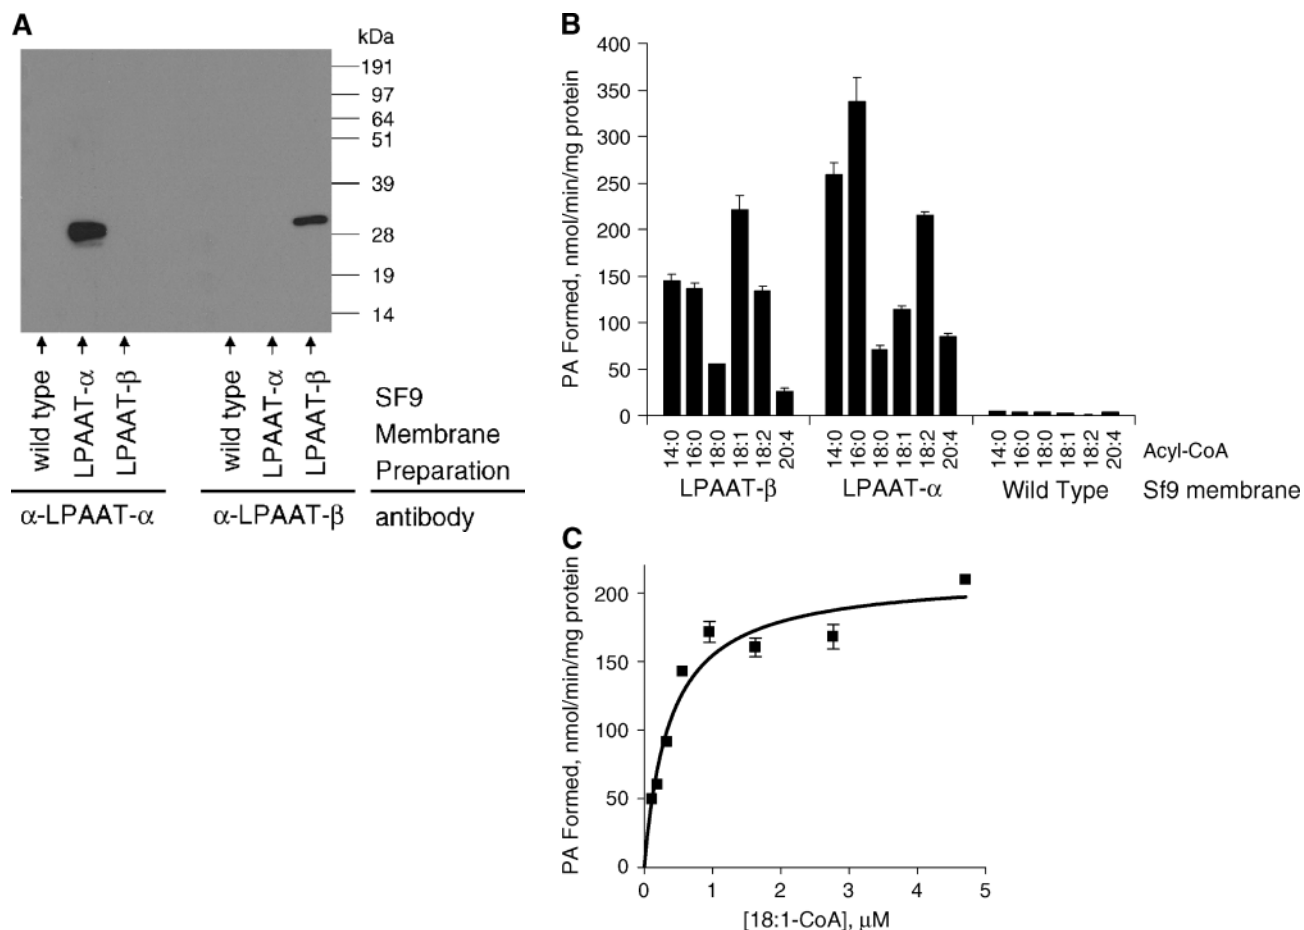 A
kDa
191
97
64
51
39
28
19
14
wild type
LPAAT-α
LPAAT-β
wild type
LPAAT-α
LPAAT-β
SF9
Membrane
Preparation
α-LPAAT-α
α-LPAAT-β
antibody
B
PA Formed, nmol/min/mg protein
400
350
300
250
200
150
100
50
0
14:0
16:0
18:0
18:1
18:2
20:4
14:0
16:0
18:0
18:1
18:2
20:4
14:0
16:0
18:0
18:1
18:2
20:4
Acyl-CoA
LPAAT-β
LPAAT-α
Wild Type
Sf9 membrane
C
PA Formed, nmol/min/mg protein
200
150
100
50
0
0
1
2
3
4
5
[18:1-CoA], μM